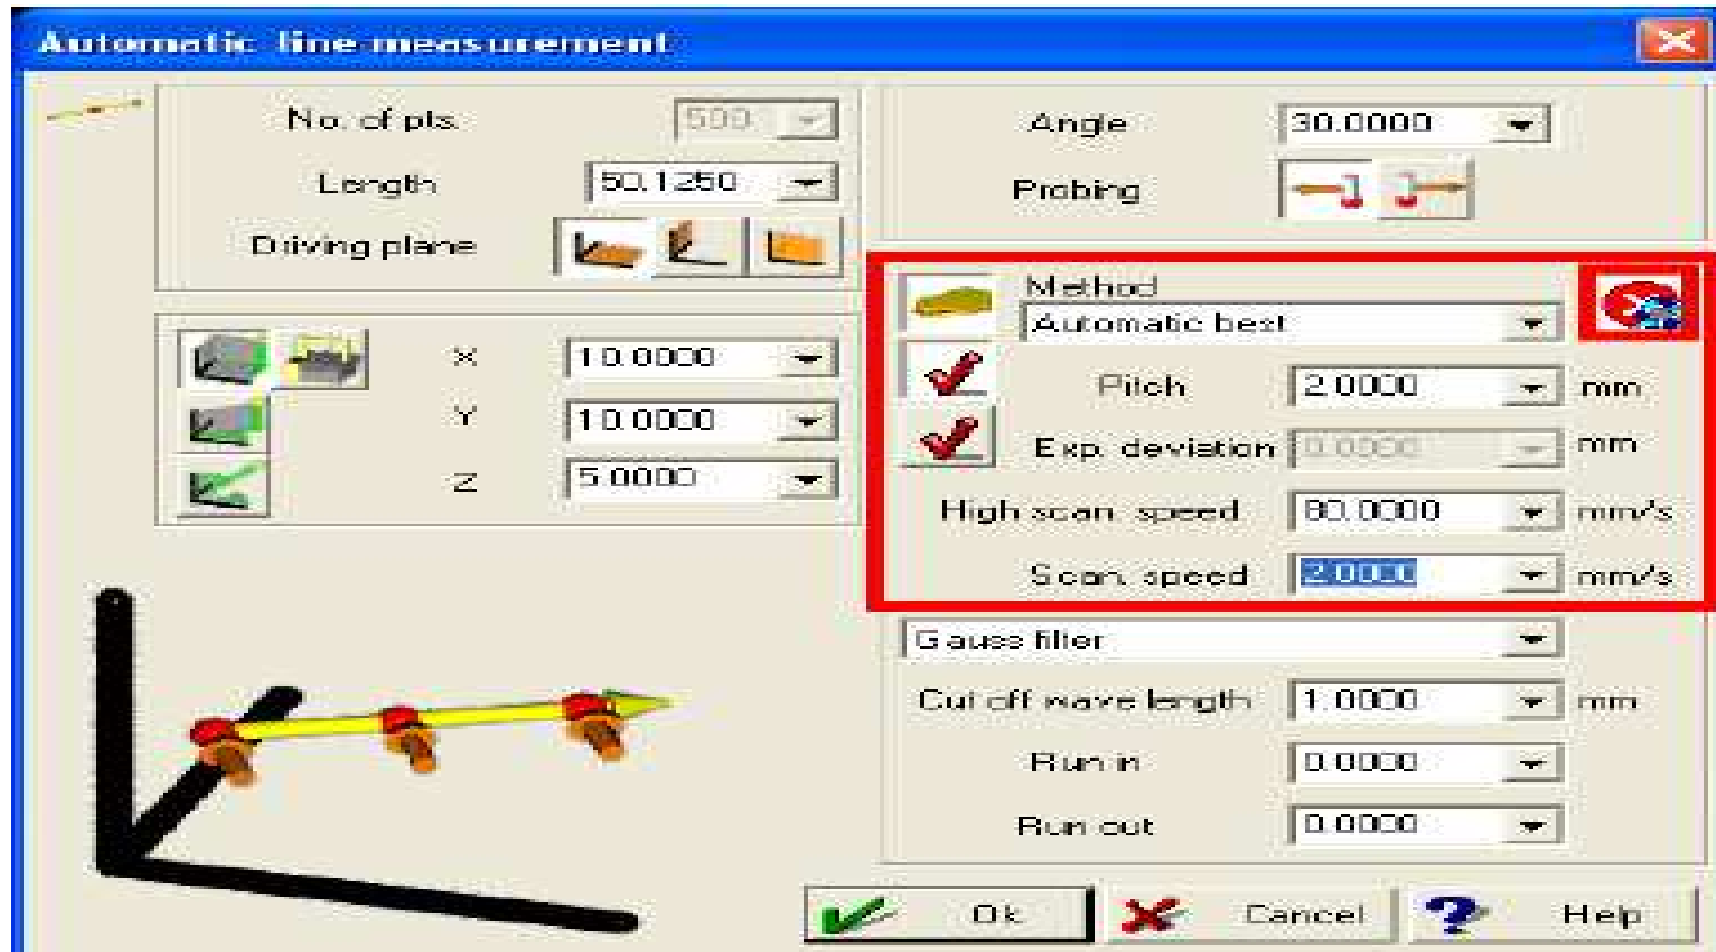 Automatic line measurement
No. of pts. 500
Length 50.1250
Driving plane
X 10.0000
Y 10.0000
Z 5.0000
Angle 30.0000
Probing
Method
Automatic best
Pitch 2.0000 mm
Exp. deviation 0.0000 mm
High scan. speed 80.0000 mm/s
Scan. speed 2.0000 mm/s
Gauss filter
Cut off wave length 1.0000 mm
Run in 0.0000
Run out 0.0000
Ok Cancel Help